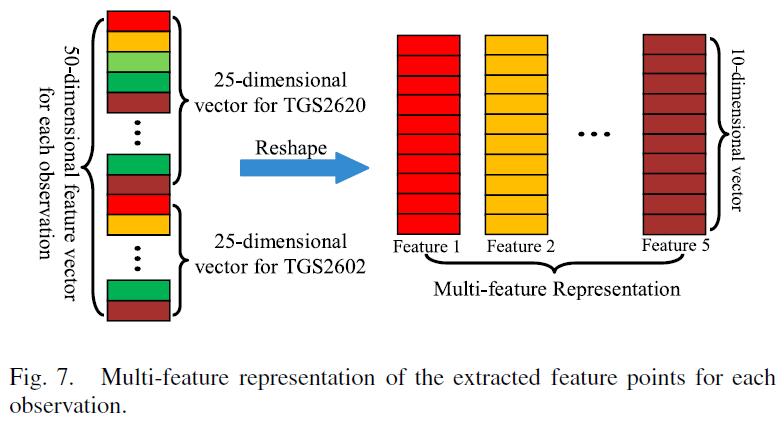 50-dimensional feature vector
for each observation
25-dimensional
vector for TGS2620
25-dimensional
vector for TGS2602
Reshape
10-dimensional vector
Feature 1
Feature 2
Feature 5
Multi-feature Representation
Fig. 7. Multi-feature representation of the extracted feature points for each
observation.